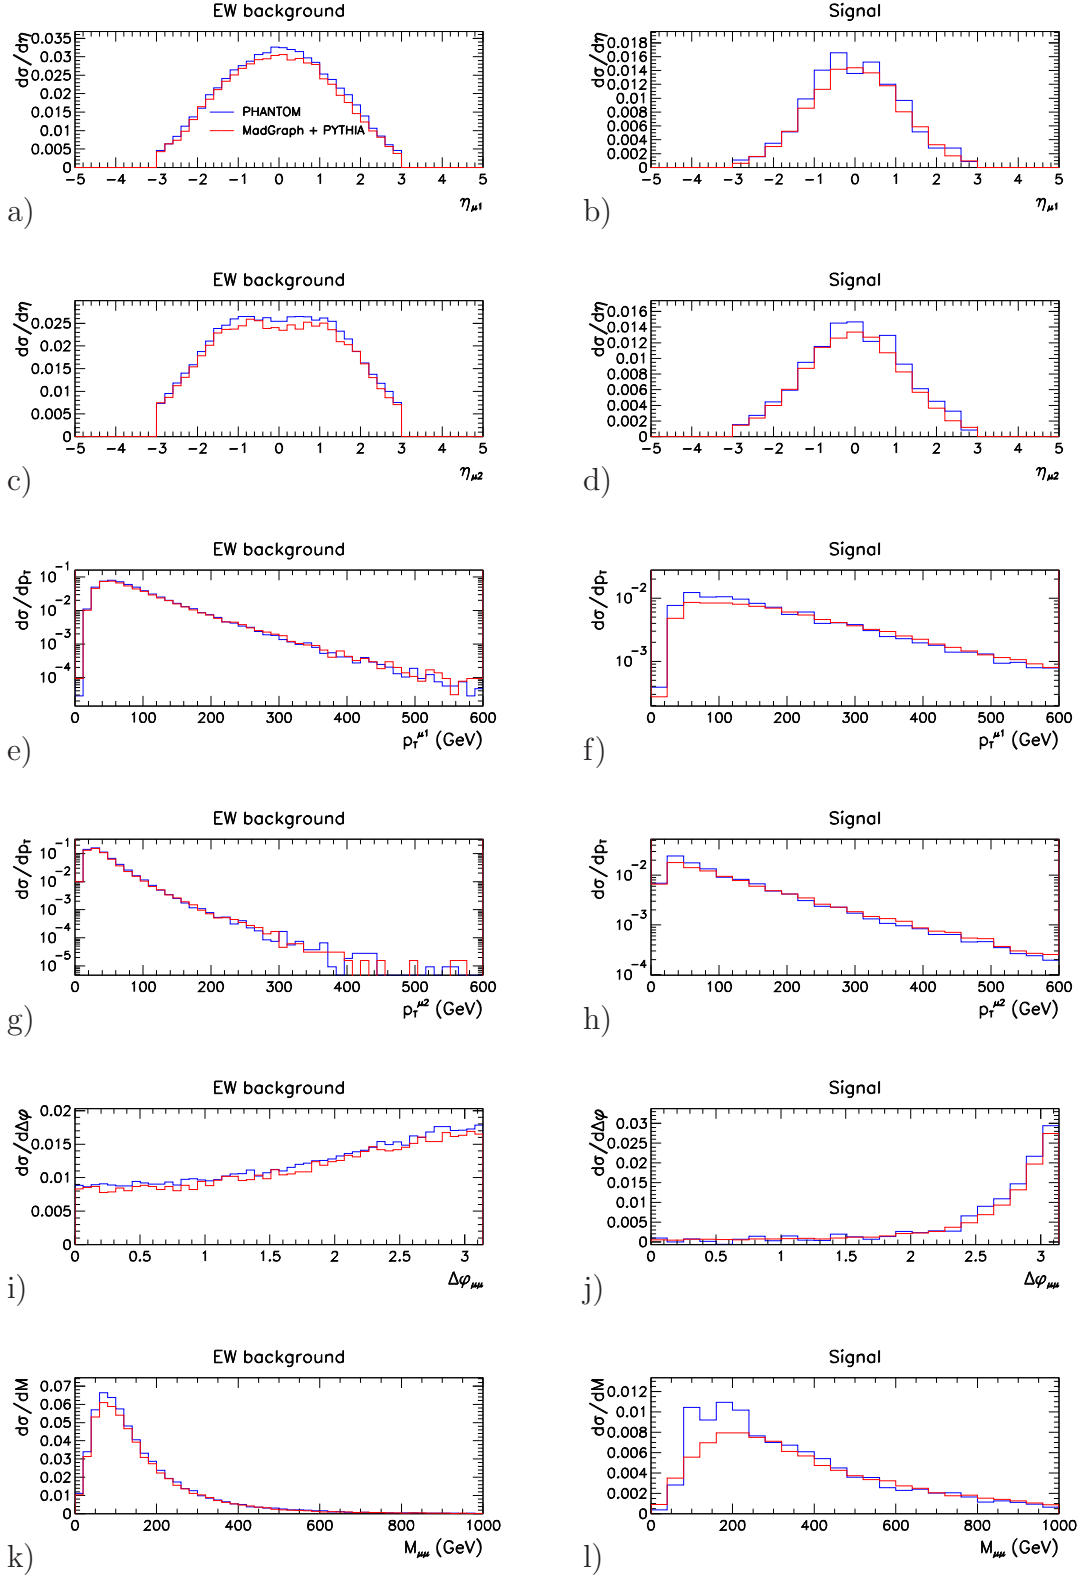 EW background
dσ/dη
0.035
0.03
0.025
0.02
0.015
0.01
0.005
0
PHANTOM
MadGraph + PYTHIA
−5 −4 −3 −2 −1 0 1 2 3 4 5
η_μ1
a)
Signal
dσ/dη
0.018
0.016
0.014
0.012
0.01
0.008
0.006
0.004
0.002
0
−5 −4 −3 −2 −1 0 1 2 3 4 5
η_μ1
b)
EW background
dσ/dη
0.025
0.02
0.015
0.01
0.005
0
−5 −4 −3 −2 −1 0 1 2 3 4 5
η_μ2
c)
Signal
dσ/dη
0.016
0.014
0.012
0.01
0.008
0.006
0.004
0.002
0
−5 −4 −3 −2 −1 0 1 2 3 4 5
η_μ2
d)
EW background
dσ/dp_T
10^−1
10^−2
10^−3
10^−4
0 100 200 300 400 500 600
p_T^μ1 (GeV)
e)
Signal
dσ/dp_T
10^−2
10^−3
0 100 200 300 400 500 600
p_T^μ1 (GeV)
f)
EW background
dσ/dp_T
10^−1
10^−2
10^−3
10^−4
10^−5
0 100 200 300 400 500 600
p_T^μ2 (GeV)
g)
Signal
dσ/dp_T
10^−2
10^−3
10^−4
0 100 200 300 400 500 600
p_T^μ2 (GeV)
h)
EW background
dσ/dΔφ
0.02
0.015
0.01
0.005
0
0 0.5 1 1.5 2 2.5 3
Δφ_μμ
i)
Signal
dσ/dΔφ
0.03
0.025
0.02
0.015
0.01
0.005
0
0 0.5 1 1.5 2 2.5 3
Δφ_μμ
j)
EW background
dσ/dM
0.07
0.06
0.05
0.04
0.03
0.02
0.01
0
0 200 400 600 800 1000
M_μμ (GeV)
k)
Signal
dσ/dM
0.012
0.01
0.008
0.006
0.004
0.002
0
0 200 400 600 800 1000
M_μμ (GeV)
l)